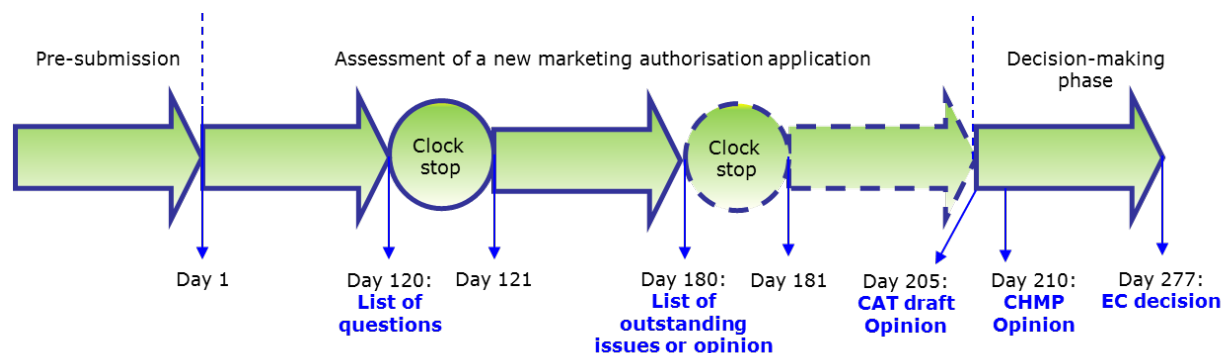 Pre-submission
Assessment of a new marketing authorisation application
Decision-making
phase
Clock
stop
Clock
stop
Day 1
Day 120:
List of
questions
Day 121
Day 180:
List of
outstanding
issues or opinion
Day 181
Day 205:
CAT draft
Opinion
Day 210:
CHMP
Opinion
Day 277:
EC decision